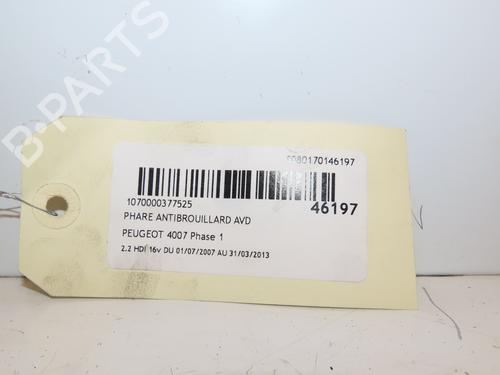 B-PARTS
1070000377525
46197
PHARE ANTIBROUILLARD AVD
PEUGEOT 4007 Phase 1
2.2 HDI 16v DU 01/07/2007 AU 31/03/2013